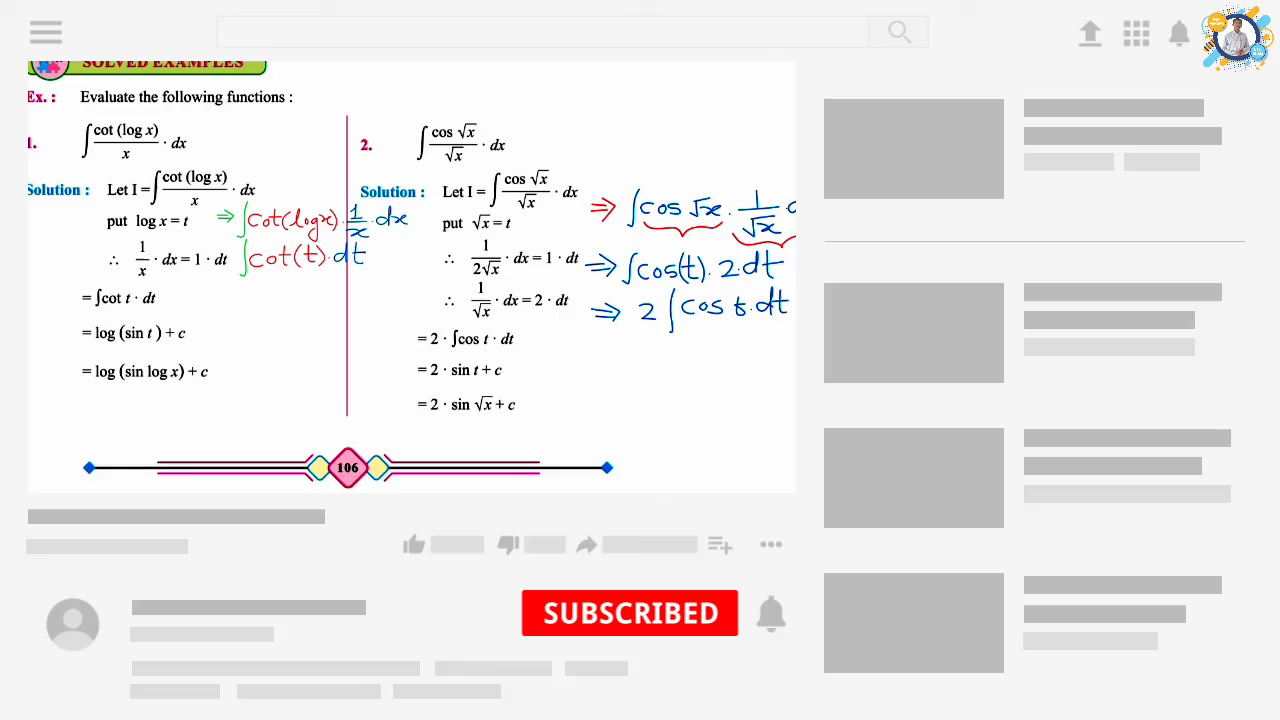 SOLVED EXAMPLES
Ex. : Evaluate the following functions :
1. ∫ cot (log x) / x · dx
Solution : Let I = ∫ cot (log x) / x · dx
put log x = t
⇒ ∫cot(logx) · 1/x · dx
∴ 1/x · dx = 1 · dt
∫cot(t) · dt
= ∫cot t · dt
= log (sin t ) + c
= log (sin log x) + c
2. ∫ cos √x / √x · dx
Solution : Let I = ∫ cos √x / √x · dx
⇒ ∫cos √x · 1/√x ·
put √x = t
∴ 1/2√x · dx = 1 · dt
⇒ ∫cos(t) · 2·dt
∴ 1/√x · dx = 2 · dt
⇒ 2 ∫cos t·dt
= 2 · ∫cos t · dt
= 2 · sin t + c
= 2 · sin √x + c
106
SUBSCRIBED